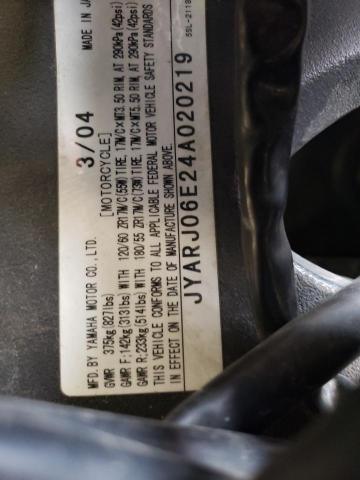 MFD. BY YAMAHA MOTOR CO., LTD. 3/04 MADE IN JA
GVWR 375kg(827lbs) [MOTORCYCLE]
GAWR F:142kg(313lbs) WITH 120/60 ZR17M/C(55W)TIRE, 17M/C×MT3.50 RIM, AT 290kPa(42psi)
GAWR R:233kg(514lbs) WITH 180/55 ZR17M/C(73W)TIRE, 17M/C×MT5.50 RIM, AT 290kPa(42psi)
THIS VEHICLE CONFORMS TO ALL APPLICABLE FEDERAL MOTOR VEHICLE SAFETY STANDARDS
IN EFFECT ON THE DATE OF MANUFACTURE SHOWN ABOVE. 5SL-2118
JYARJ06E24A020219